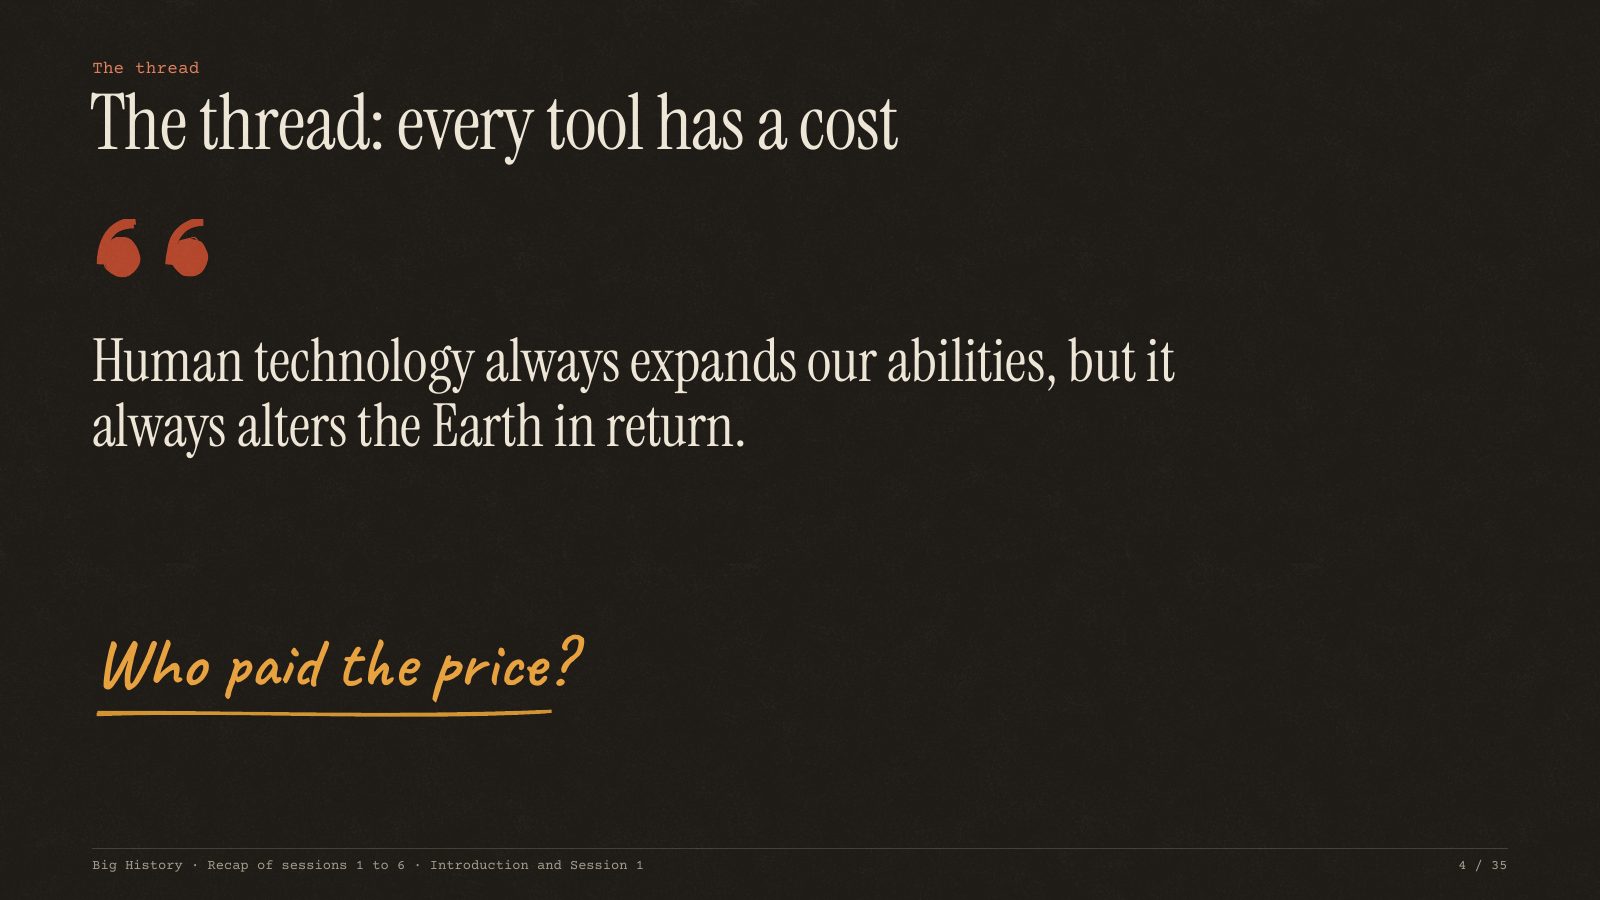 The thread
The thread: every tool has a cost
“
Human technology always expands our abilities, but it
always alters the Earth in return.
Who paid the price?
Big History · Recap of sessions 1 to 6 · Introduction and Session 1
4 / 35